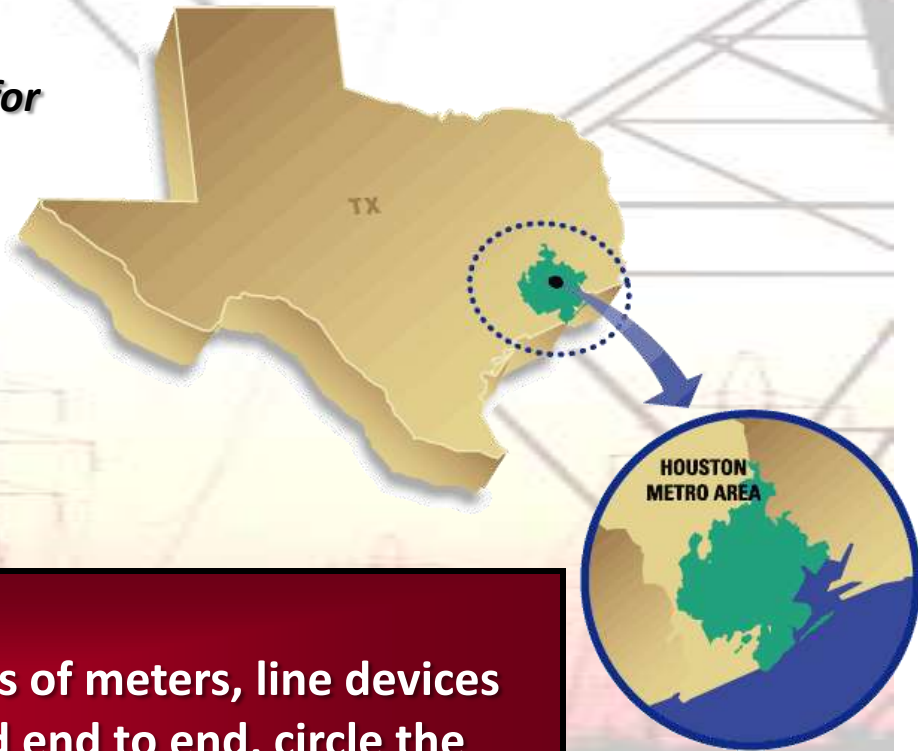 for
TX
HOUSTON
METRO AREA
s of meters, line devices
end to end, circle the